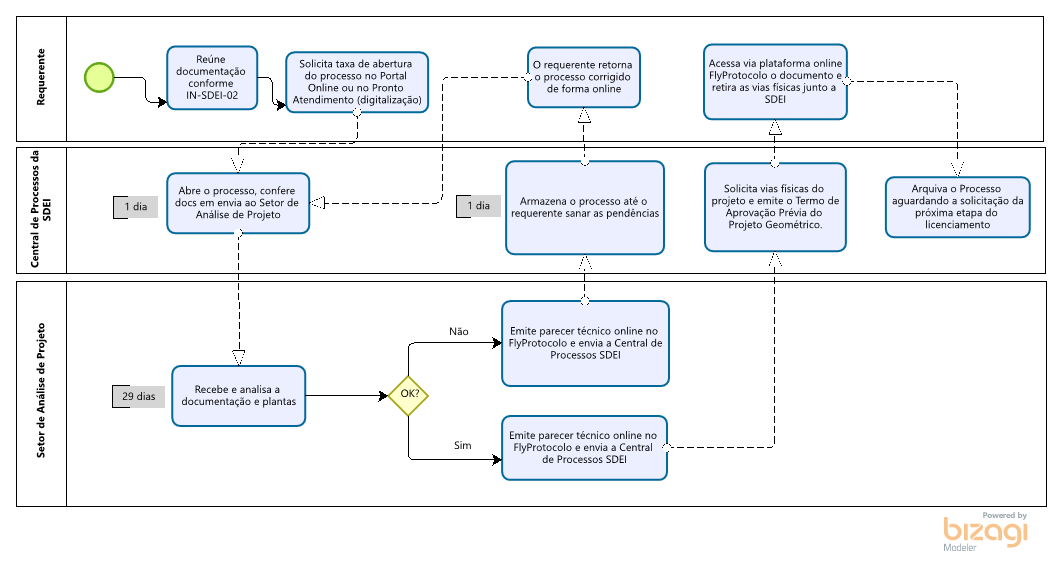 Requerente
Reúne
documentação
conforme
IN-SDEI-02
Solicita taxa de abertura
do processo no Portal
Online ou no Pronto
Atendimento (digitalização)
O requerente retorna
o processo corrigido
de forma online
Acessa via plataforma online
FlyProtocolo o documento e
retira as vias físicas junto a
SDEI
Central de Processos da
SDEI
1 dia
Abre o processo, confere
docs em envia ao Setor de
Análise de Projeto
1 dia
Armazena o processo até o
requerente sanar as pendências
Solicita vias físicas do
projeto e emite o Termo de
Aprovação Prévia do
Projeto Geométrico.
Arquiva o Processo
aguardando a solicitação da
próxima etapa do
licenciamento
Setor de Análise de Projeto
29 dias
Recebe e analisa a
documentação e plantas
OK?
Não
Emite parecer técnico online no
FlyProtocolo e envia a Central de
Processos SDEI
Sim
Emite parecer técnico online no
FlyProtocolo e envia a Central
de Processos SDEI
Powered by
bizagi
Modeler